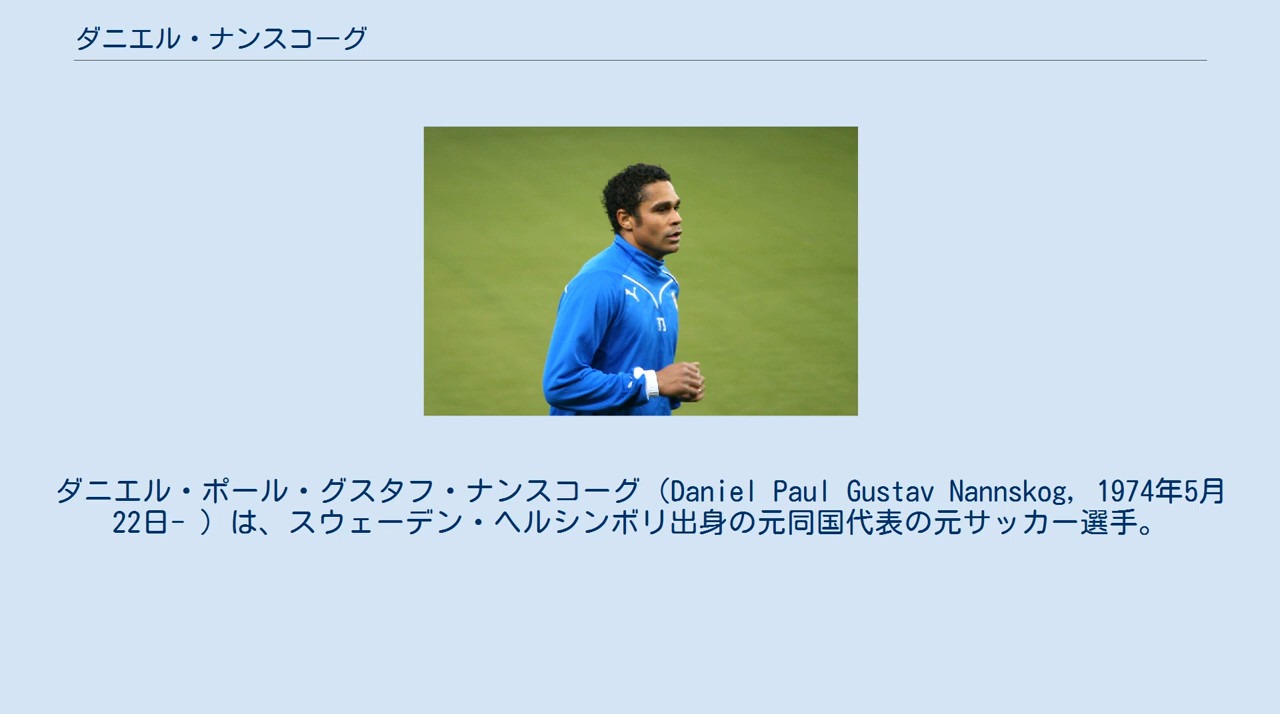 ダニエル・ナンスコーグ
ダニエル・ポール・グスタフ・ナンスコーグ（Daniel Paul Gustav Nannskog, 1974年5月
22日- ）は、スウェーデン・ヘルシンボリ出身の元同国代表の元サッカー選手。